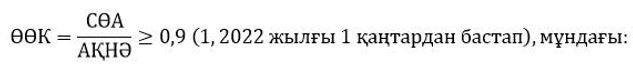 ӨӨК = СӨА / АҚНӘ ≥ 0,9 (1, 2022 жылғы 1 қаңтардан бастап), мұндағы: